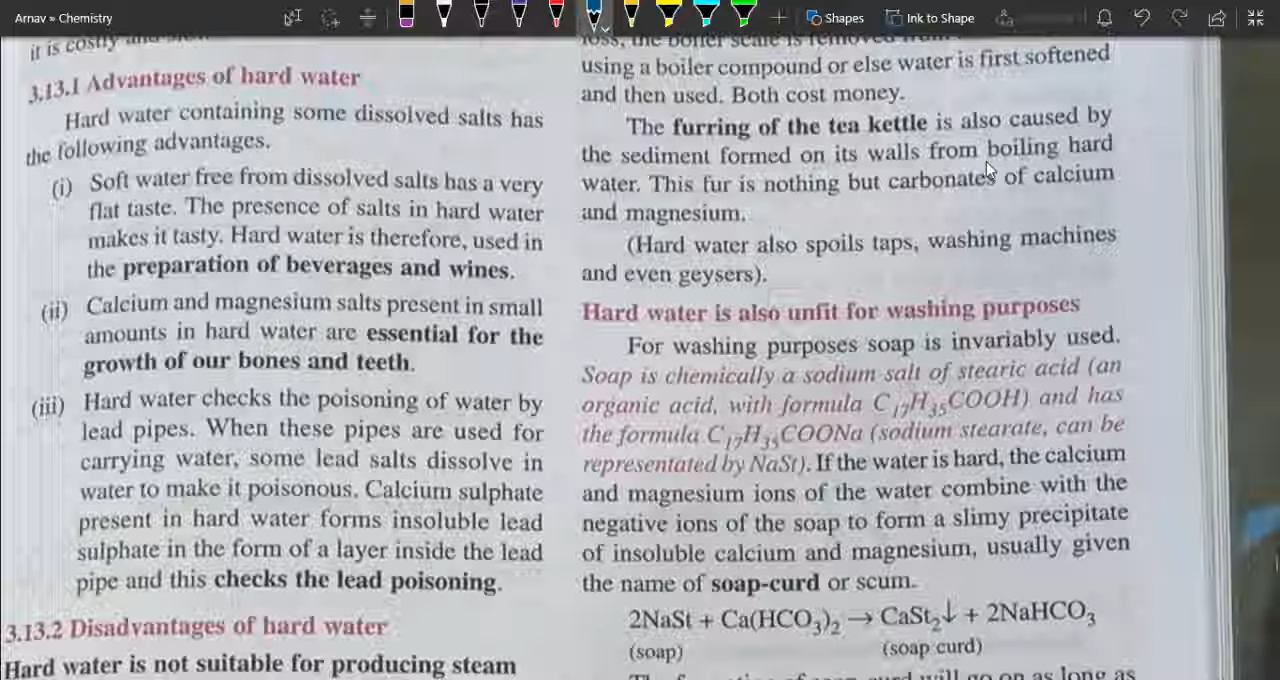 Arnav » Chemistry
Shapes
Ink to Shape
it is costly and
3.13.1 Advantages of hard water
Hard water containing some dissolved salts has
the following advantages.
(i) Soft water free from dissolved salts has a very
flat taste. The presence of salts in hard water
makes it tasty. Hard water is therefore, used in
the preparation of beverages and wines.
(ii) Calcium and magnesium salts present in small
amounts in hard water are essential for the
growth of our bones and teeth.
(iii) Hard water checks the poisoning of water by
lead pipes. When these pipes are used for
carrying water, some lead salts dissolve in
water to make it poisonous. Calcium sulphate
present in hard water forms insoluble lead
sulphate in the form of a layer inside the lead
pipe and this checks the lead poisoning.
3.13.2 Disadvantages of hard water
Hard water is not suitable for producing steam
loss, the boiler scale is removed from
using a boiler compound or else water is first softened
and then used. Both cost money.
The furring of the tea kettle is also caused by
the sediment formed on its walls from boiling hard
water. This fur is nothing but carbonates of calcium
and magnesium.
(Hard water also spoils taps, washing machines
and even geysers).
Hard water is also unfit for washing purposes
For washing purposes soap is invariably used.
Soap is chemically a sodium salt of stearic acid (an
organic acid, with formula C₁₇H₃₅COOH) and has
the formula C₁₇H₃₅COONa (sodium stearate, can be
representated by NaSt). If the water is hard, the calcium
and magnesium ions of the water combine with the
negative ions of the soap to form a slimy precipitate
of insoluble calcium and magnesium, usually given
the name of soap-curd or scum.
2NaSt + Ca(HCO₃)₂ → CaSt₂↓ + 2NaHCO₃
(soap) (soap curd)
The formation of soap curd will go on as long as